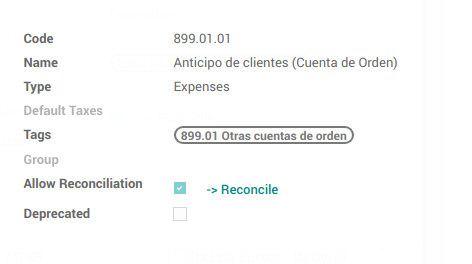 Code 899.01.01
Name Anticipo de clientes (Cuenta de Orden)
Type Expenses
Default Taxes
Tags 899.01 Otras cuentas de orden
Group
Allow Reconciliation -> Reconcile
Deprecated